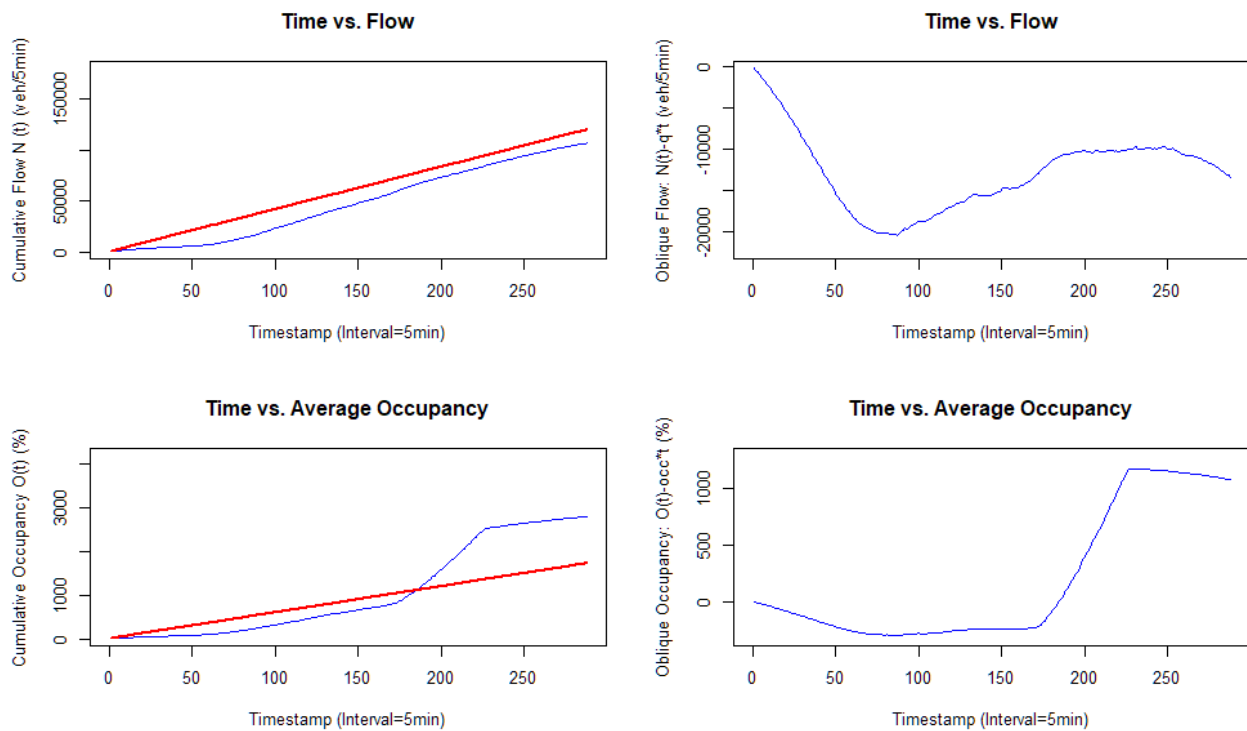 Time vs. Flow
Cumulative Flow N (t) (veh/5min)
150000
50000
0
0 50 100 150 200 250
Timestamp (Interval=5min)
Time vs. Flow
Oblique Flow: N(t)-q*t (veh/5min)
0
-10000
-20000
0 50 100 150 200 250
Timestamp (Interval=5min)
Time vs. Average Occupancy
Cumulative Occupancy O(t) (%)
3000
1000
0
0 50 100 150 200 250
Timestamp (Interval=5min)
Time vs. Average Occupancy
Oblique Occupancy: O(t)-occ*t (%)
1000
500
0
0 50 100 150 200 250
Timestamp (Interval=5min)